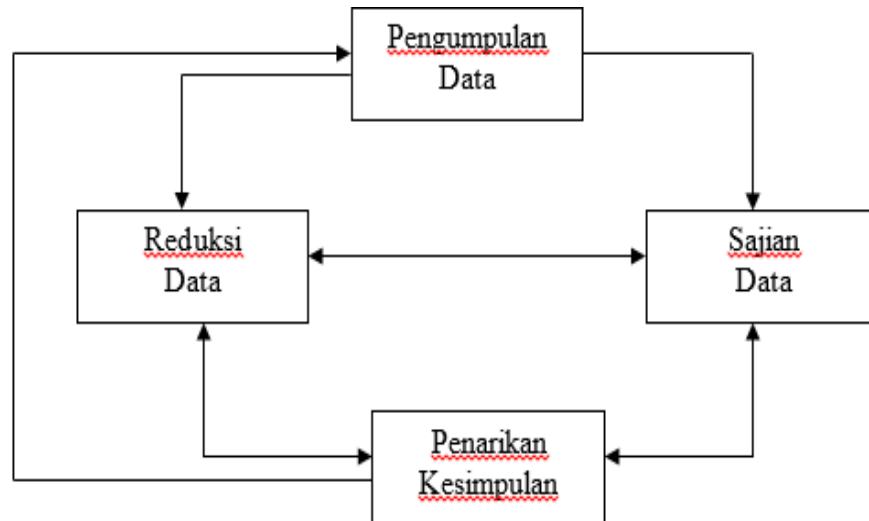 Pengumpulan
Data
Reduksi
Data
Sajian
Data
Penarikan
Kesimpulan